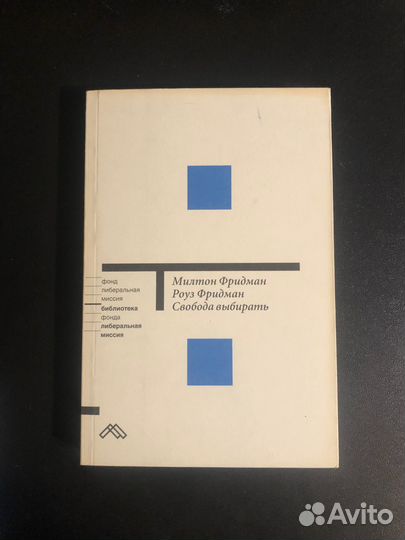 фонд
либеральная
миссия
библиотека
фонда
либеральная
миссия
Милтон Фридман
Роуз Фридман
Свобода выбирать
Avito